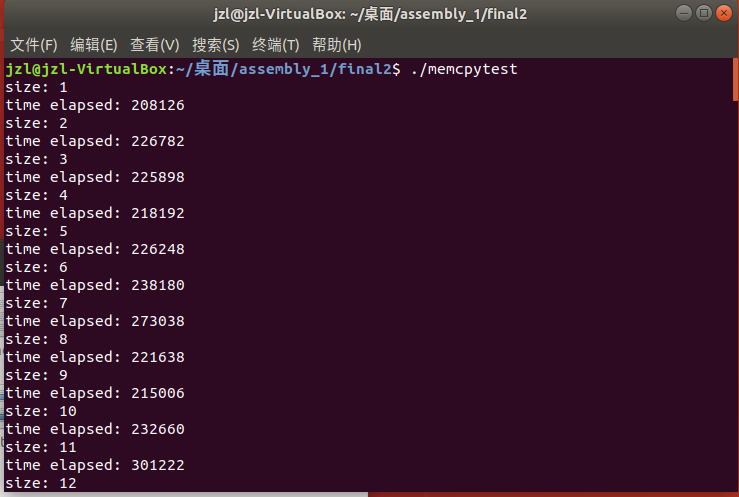 jzl@jzl-VirtualBox: ~/桌面/assembly_1/final2
文件(F) 编辑(E) 查看(V) 搜索(S) 终端(T) 帮助(H)
jzl@jzl-VirtualBox:~/桌面/assembly_1/final2$ ./memcpytest
size: 1
time elapsed: 208126
size: 2
time elapsed: 226782
size: 3
time elapsed: 225898
size: 4
time elapsed: 218192
size: 5
time elapsed: 226248
size: 6
time elapsed: 238180
size: 7
time elapsed: 273038
size: 8
time elapsed: 221638
size: 9
time elapsed: 215006
size: 10
time elapsed: 232660
size: 11
time elapsed: 301222
size: 12